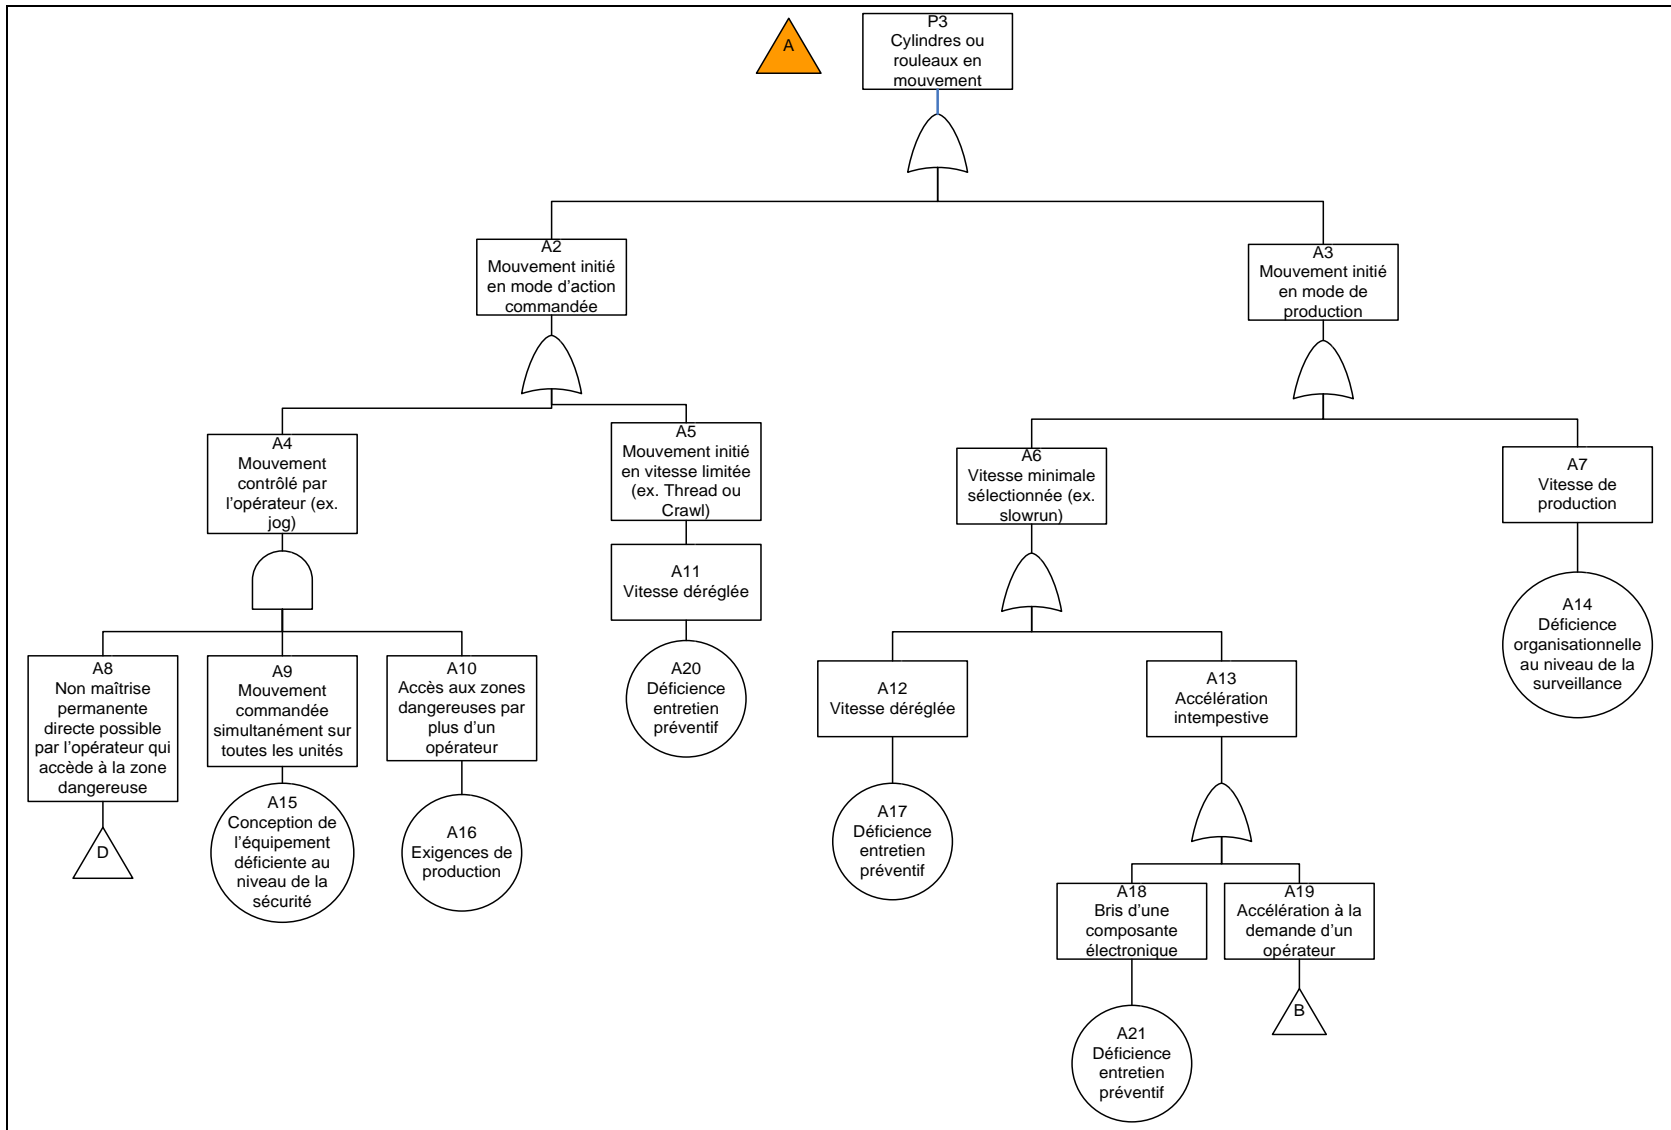 A
P3
Cylindres ou
rouleaux en
mouvement
A2
Mouvement initié
en mode d'action
commandée
A3
Mouvement initié
en mode de
production
A4
Mouvement
contrôlé par
l'opérateur (ex.
jog)
A5
Mouvement initié
en vitesse limitée
(ex. Thread ou
Crawl)
A6
Vitesse minimale
sélectionnée (ex.
slowrun)
A7
Vitesse de
production
A11
Vitesse déréglée
A14
Déficience
organisationnelle
au niveau de la
surveillance
A8
Non maîtrise
permanente
directe possible
par l'opérateur qui
accède à la zone
dangereuse
A9
Mouvement
commandée
simultanément sur
toutes les unités
A10
Accès aux zones
dangereuses par
plus d'un
opérateur
A20
Déficience
entretien
préventif
A12
Vitesse déréglée
A13
Accélération
intempestive
D
A15
Conception de
l'équipement
déficiente au
niveau de la
sécurité
A16
Exigences de
production
A17
Déficience
entretien
préventif
A18
Bris d'une
composante
électronique
A19
Accélération à la
demande d'un
opérateur
B
A21
Déficience
entretien
préventif